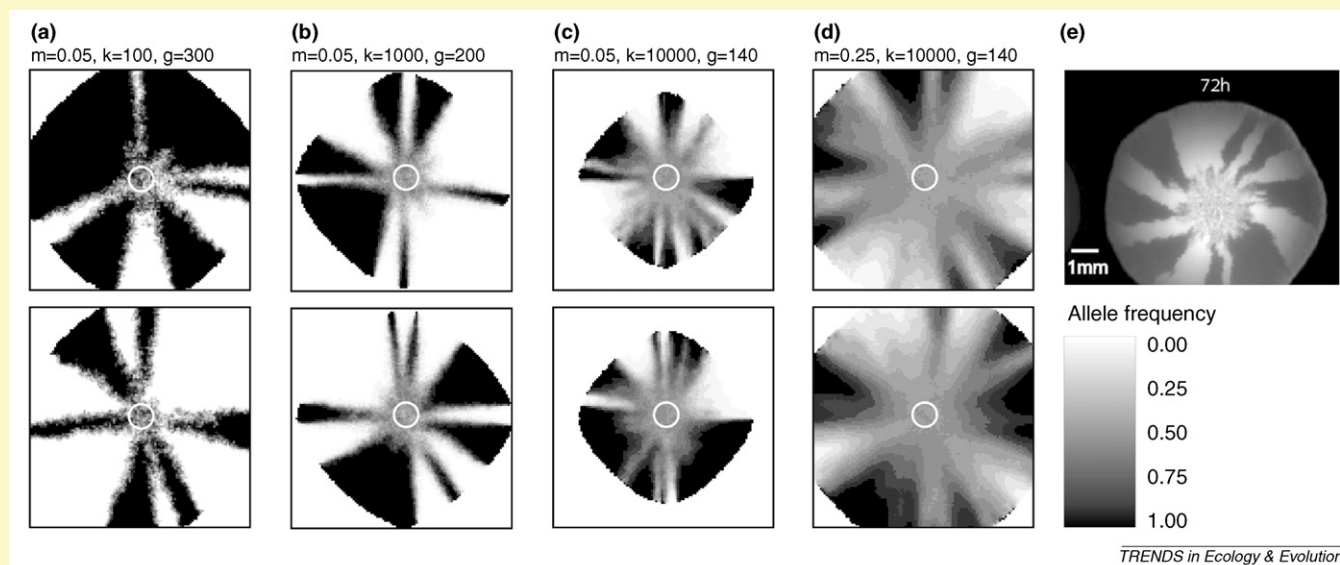 (a)
m=0.05, k=100, g=300
(b)
m=0.05, k=1000, g=200
(c)
m=0.05, k=10000, g=140
(d)
m=0.25, k=10000, g=140
(e)
72h
1mm
Allele frequency
0.00
0.25
0.50
0.75
1.00
TRENDS in Ecology & Evolution